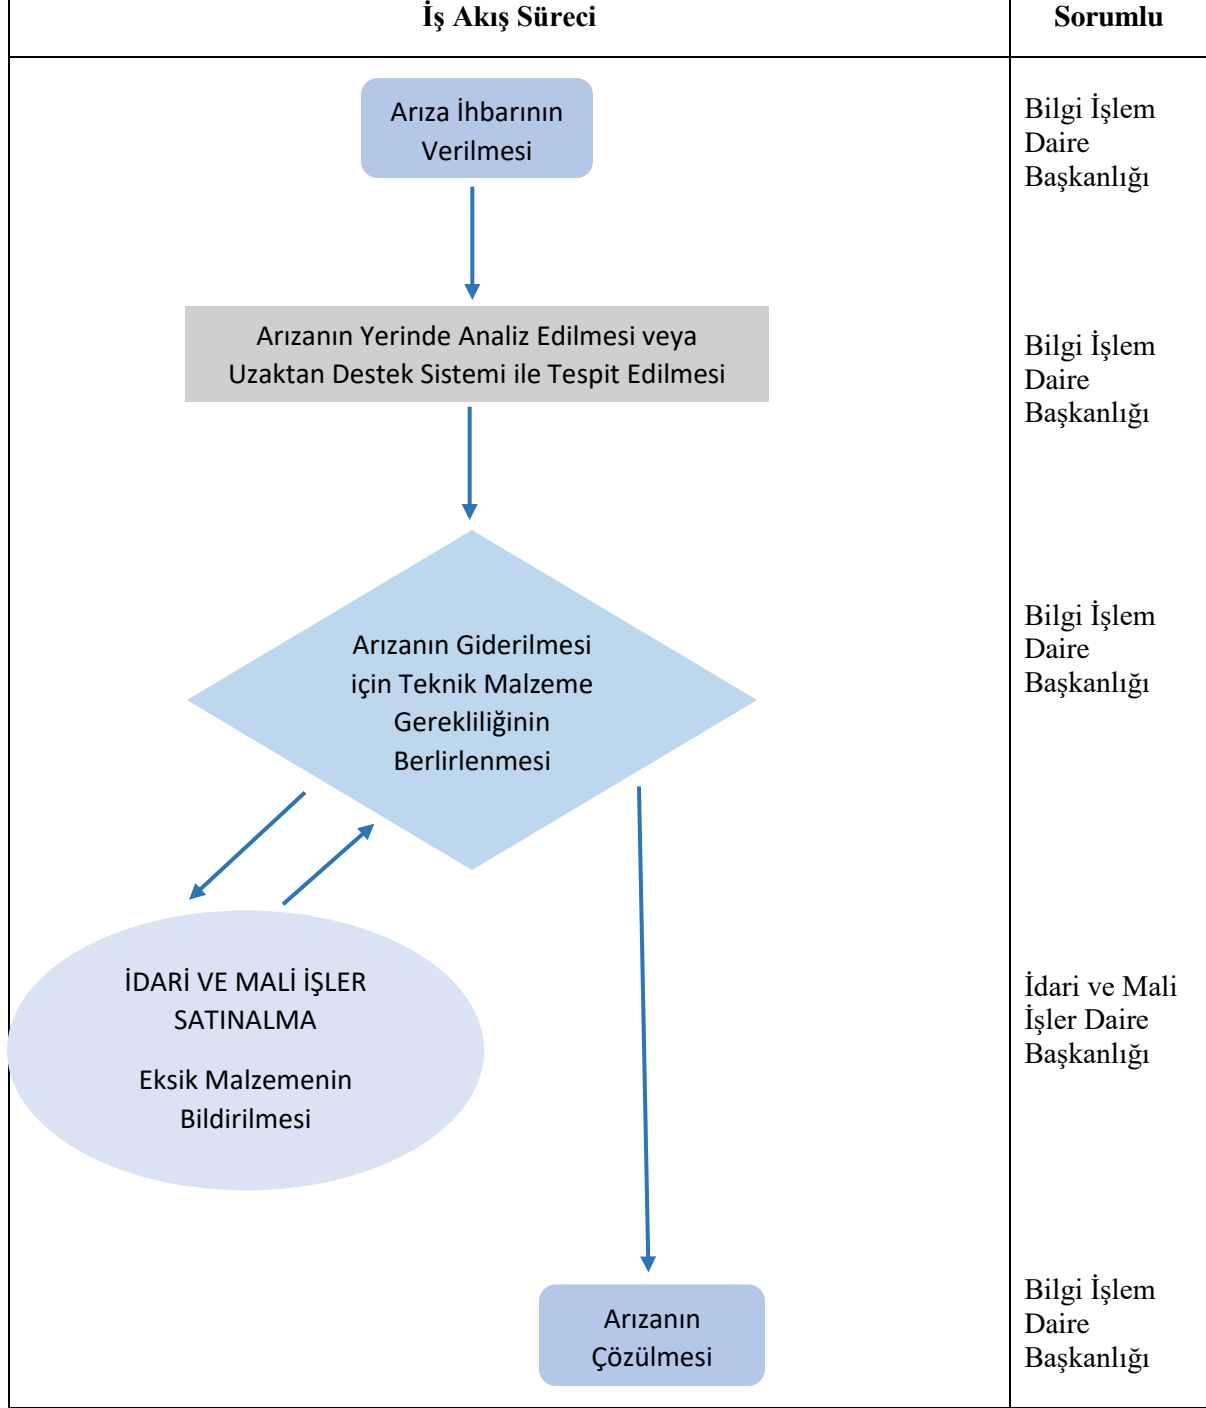 İş Akış Süreci
Sorumlu
Arıza İhbarının
Verilmesi
Bilgi İşlem
Daire
Başkanlığı
Arızanın Yerinde Analiz Edilmesi veya
Uzaktan Destek Sistemi ile Tespit Edilmesi
Bilgi İşlem
Daire
Başkanlığı
Arızanın Giderilmesi
için Teknik Malzeme
Gerekliliğinin
Berlirlenmesi
Bilgi İşlem
Daire
Başkanlığı
İDARİ VE MALİ İŞLER
SATINALMA
Eksik Malzemenin
Bildirilmesi
İdari ve Mali
İşler Daire
Başkanlığı
Arızanın
Çözülmesi
Bilgi İşlem
Daire
Başkanlığı